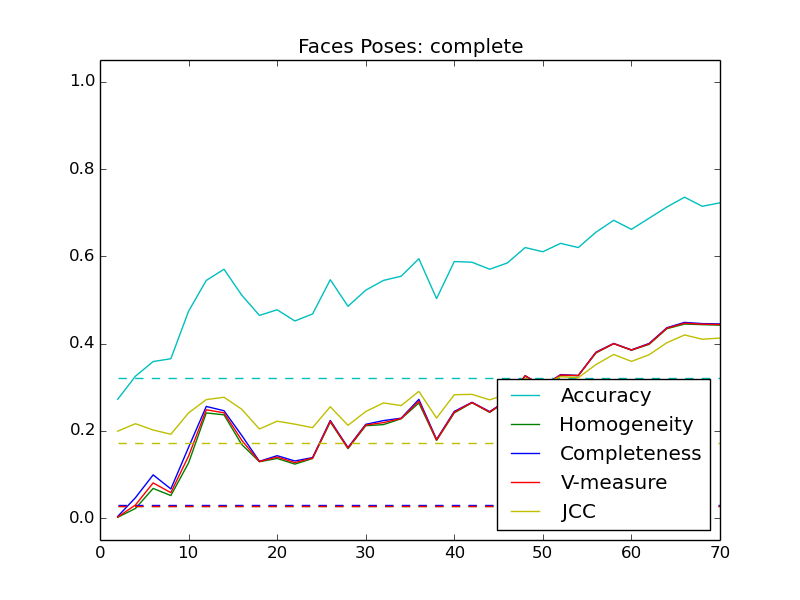 Faces Poses: complete
1.0
0.8
0.6
0.4
0.2
0.0
Accuracy
Homogeneity
Completeness
V-measure
JCC
0 10 20 30 40 50 60 70